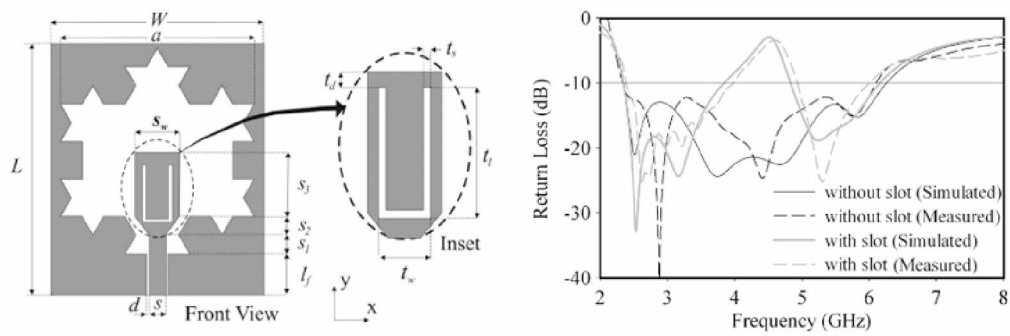 W
a
L
s_w
s_3
s_2
s_1
l_f
d
s
Front View
y
x
t_s
t_d
t_l
t_w
Inset
Return Loss (dB)
0
-10
-20
-30
-40
without slot (Simulated)
without slot (Measured)
with slot (Simulated)
with slot (Measured)
2
3
4
5
6
7
8
Frequency (GHz)